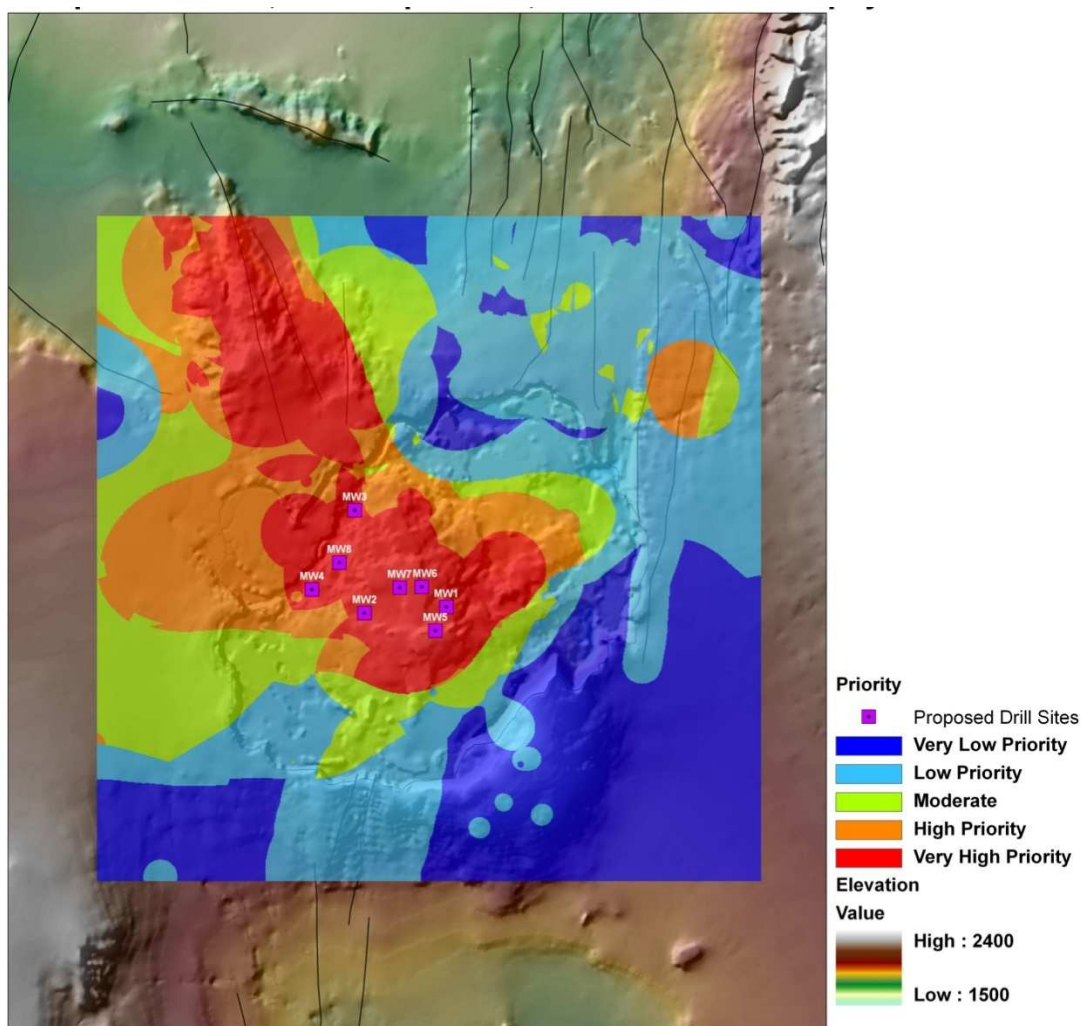 MW3
MW8
MW4
MW7 MW6
MW2
MW1
MW5
Priority
Proposed Drill Sites
Very Low Priority
Low Priority
Moderate
High Priority
Very High Priority
Elevation
Value
High : 2400
Low : 1500